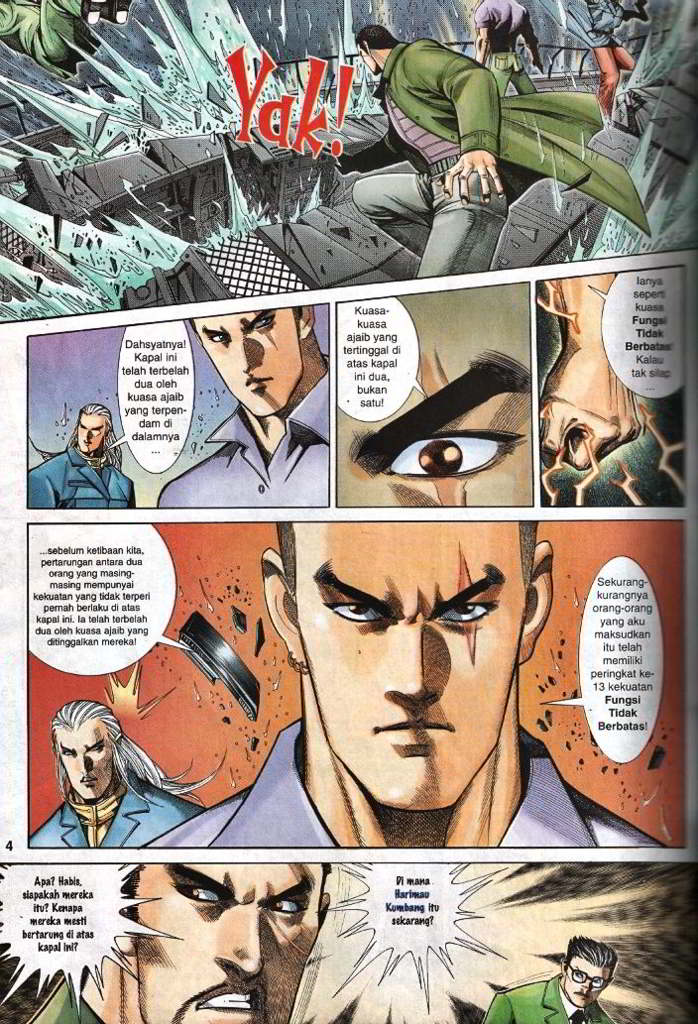 Yak!
Dahsyatnya!
Kapal ini
telah terbelah
dua oleh
kuasa ajaib
yang terpen-
dam di
dalamnya
...
Kuasa-
kuasa
ajaib yang
tertinggal di
atas kapal
ini dua,
bukan
satu!
Ianya
seperti
kuasa
Fungsi
Tidak
Berbatas!
Kalau
tak silap
...
...sebelum ketibaan kita,
pertarungan antara dua
orang yang masing-
masing mempunyai
kekuatan yang tidak terperi
pernah berlaku di atas
kapal ini. Ia telah terbelah
dua oleh kuasa ajaib yang
ditinggalkan mereka!
Sekurang-
kurangnya
orang-orang
yang aku
maksudkan
itu telah
memiliki
peringkat ke-
13 kekuatan
Fungsi
Tidak
Berbatas!
4
Apa? Habis,
siapakah mereka
itu? Kenapa
mereka mesti
bertarung di atas
kapal ini?
Di mana
Harimau
Kumbang itu
sekarang?